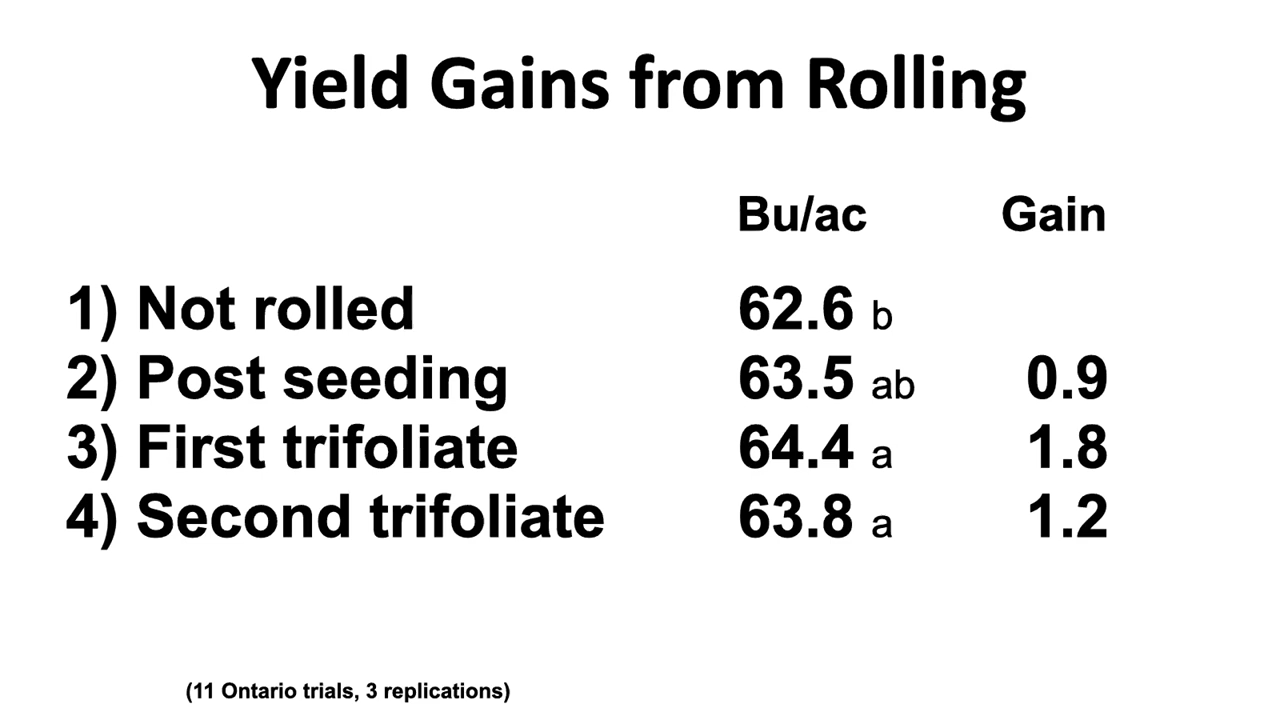 Yield Gains from Rolling
Bu/ac Gain
1) Not rolled 62.6 b
2) Post seeding 63.5 ab 0.9
3) First trifoliate 64.4 a 1.8
4) Second trifoliate 63.8 a 1.2
(11 Ontario trials, 3 replications)